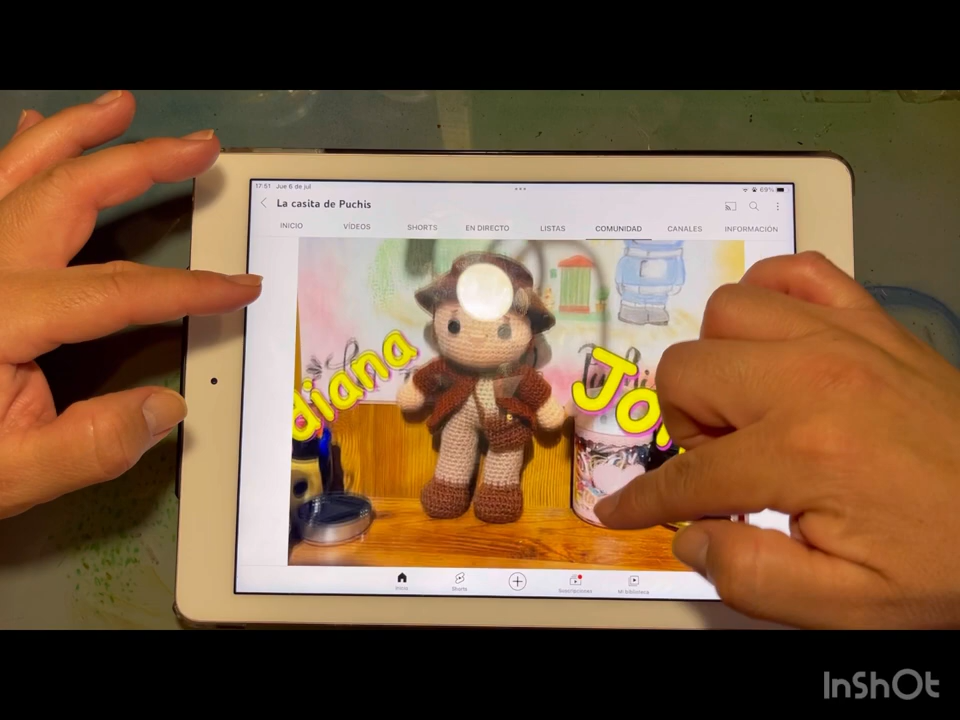 17:51 Jue 6 de jul
69%
La casita de Puchis
INICIO VÍDEOS SHORTS EN DIRECTO LISTAS COMUNIDAD CANALES INFORMACIÓN
diana
Jo
Inicio Shorts Suscripciones Mi biblioteca
InShOt